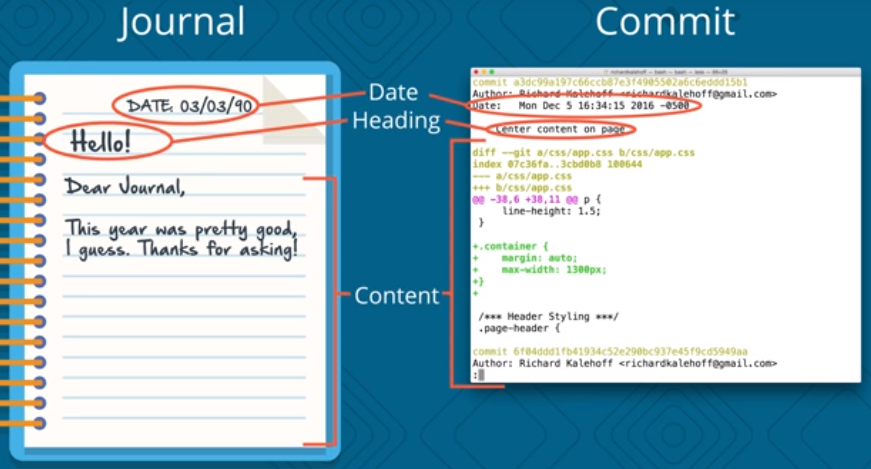 Journal
Commit
DATE: 03/03/90
Hello!
Dear Journal,
This year was pretty good,
I guess. Thanks for asking!
Date
Heading
Content
richardkalehoff — bash — bash — less — 66×26
commit a3dc99a197c66ccb87e3f4905502a6c6eddd15b1
Author: Richard Kalehoff <richardkalehoff@gmail.com>
Date:   Mon Dec 5 16:34:15 2016 -0500
Center content on page
diff --git a/css/app.css b/css/app.css
index 07c36fa..3cbd0b8 100644
--- a/css/app.css
+++ b/css/app.css
@@ -38,6 +38,11 @@ p {
line-height: 1.5;
}
+.container {
+    margin: auto;
+    max-width: 1300px;
+}
+
/*** Header Styling ***/
.page-header {
commit 6f04ddd1fb41934c52e290bc937e45f9cd5949aa
Author: Richard Kalehoff <richardkalehoff@gmail.com>
: